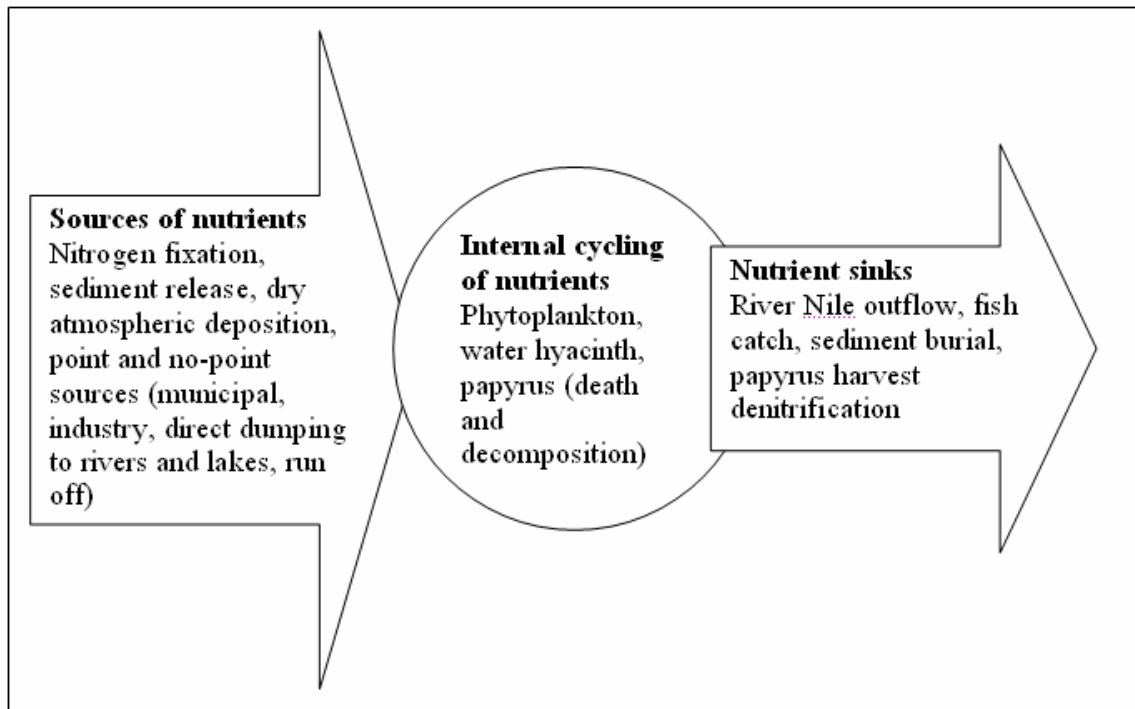 Sources of nutrients
Nitrogen fixation,
sediment release, dry
atmospheric deposition,
point and no-point
sources (municipal,
industry, direct dumping
to rivers and lakes, run
off)
Internal cycling
of nutrients
Phytoplankton,
water hyacinth,
papyrus (death
and
decomposition)
Nutrient sinks
River Nile outflow, fish
catch, sediment burial,
papyrus harvest
denitrification